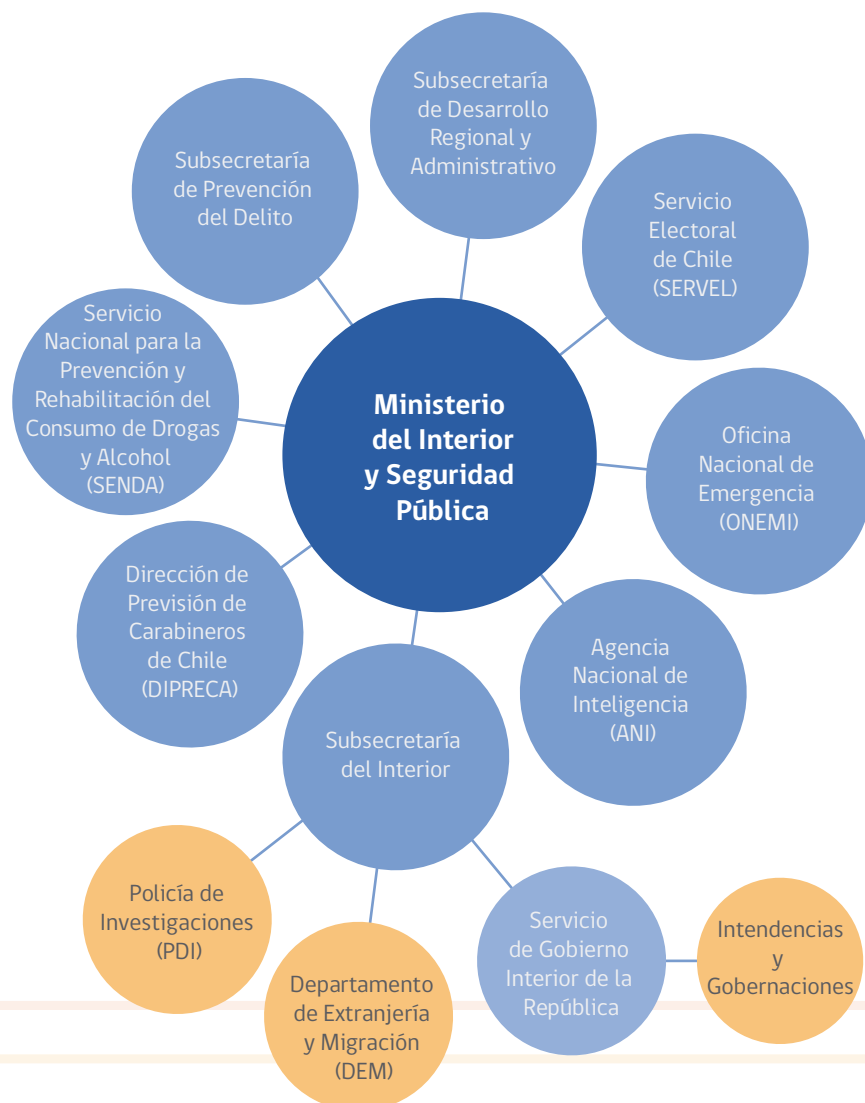 Subsecretaría
de Desarrollo
Regional y
Administrativo
Subsecretaría
de Prevención
del Delito
Servicio
Electoral
de Chile
(SERVEL)
Servicio
Nacional para la
Prevención y
Rehabilitación del
Consumo de Drogas
y Alcohol
(SENDA)
Ministerio
del Interior
y Seguridad
Pública
Oficina
Nacional de
Emergencia
(ONEMI)
Dirección de
Previsión de
Carabineros
de Chile
(DIPRECA)
Agencia
Nacional de
Inteligencia
(ANI)
Subsecretaría
del Interior
Policía de
Investigaciones
(PDI)
Departamento
de Extranjería
y Migración
(DEM)
Servicio
de Gobierno
Interior de la
República
Intendencias
y
Gobernaciones